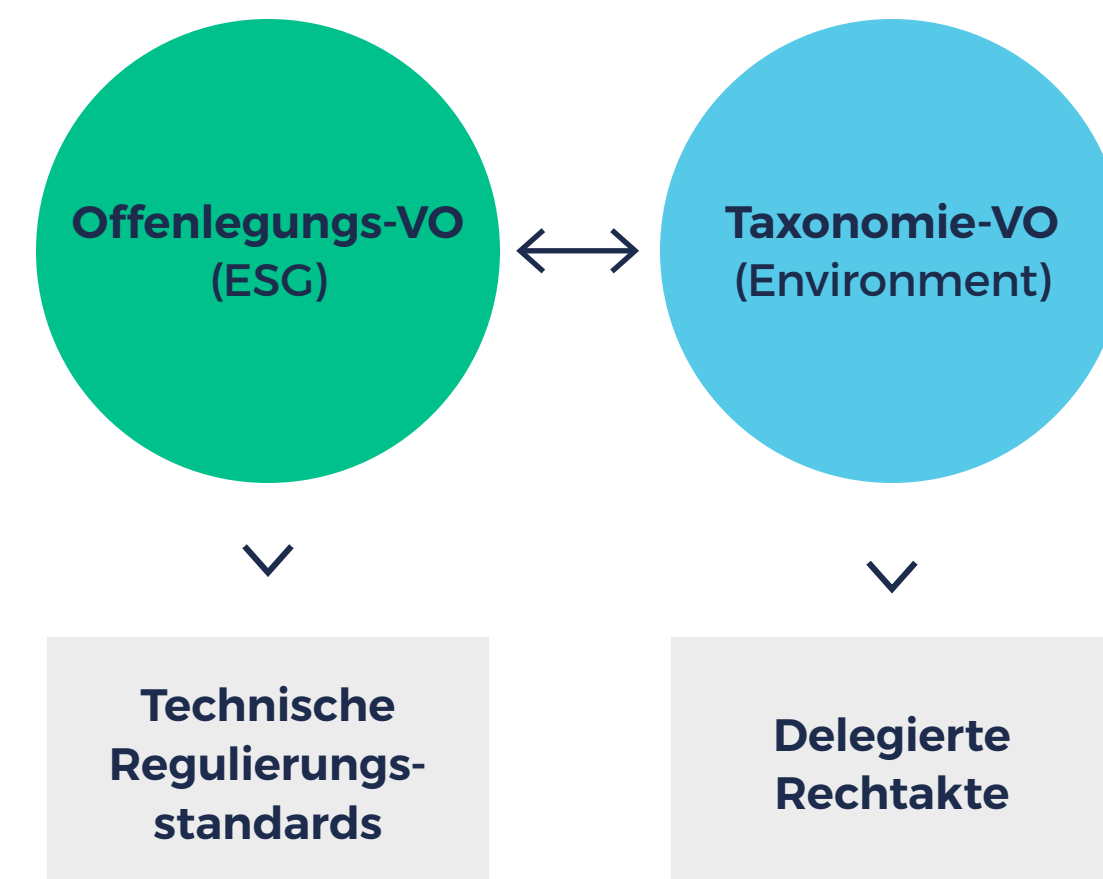 Offenlegungs-VO
(ESG)
Taxonomie-VO
(Environment)
Technische
Regulierungs-
standards
Delegierte
Rechtakte